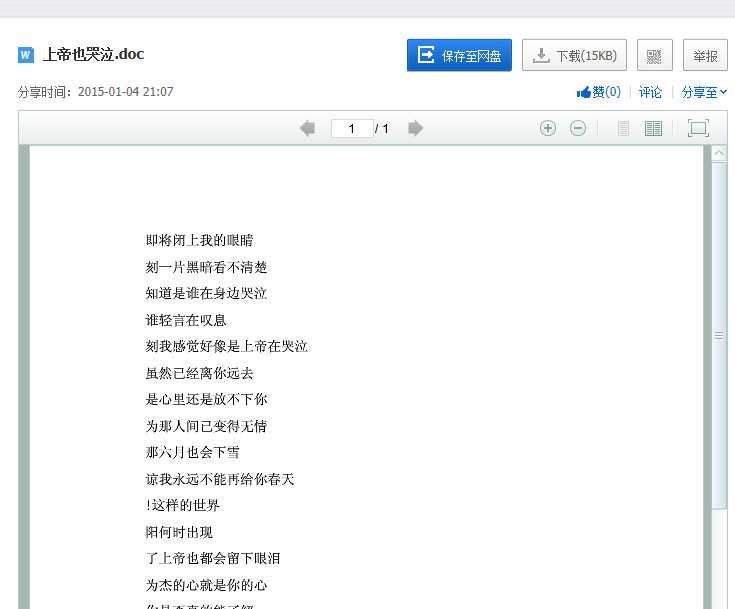 上帝也哭泣.doc
保存至网盘
下载(15KB)
举报
分享时间：2015-01-04 21:07
赞(0)
评论
分享至
1 / 1
即将闭上我的眼睛
刻一片黑暗看不清楚
知道是谁在身边哭泣
谁轻言在叹息
刻我感觉好像是上帝在哭泣
虽然已经离你远去
是心里还是放不下你
为那人间已变得无情
那六月也会下雪
谅我永远不能再给你春天
!这样的世界
阳何时出现
了上帝也都会留下眼泪
为杰的心就是你的心